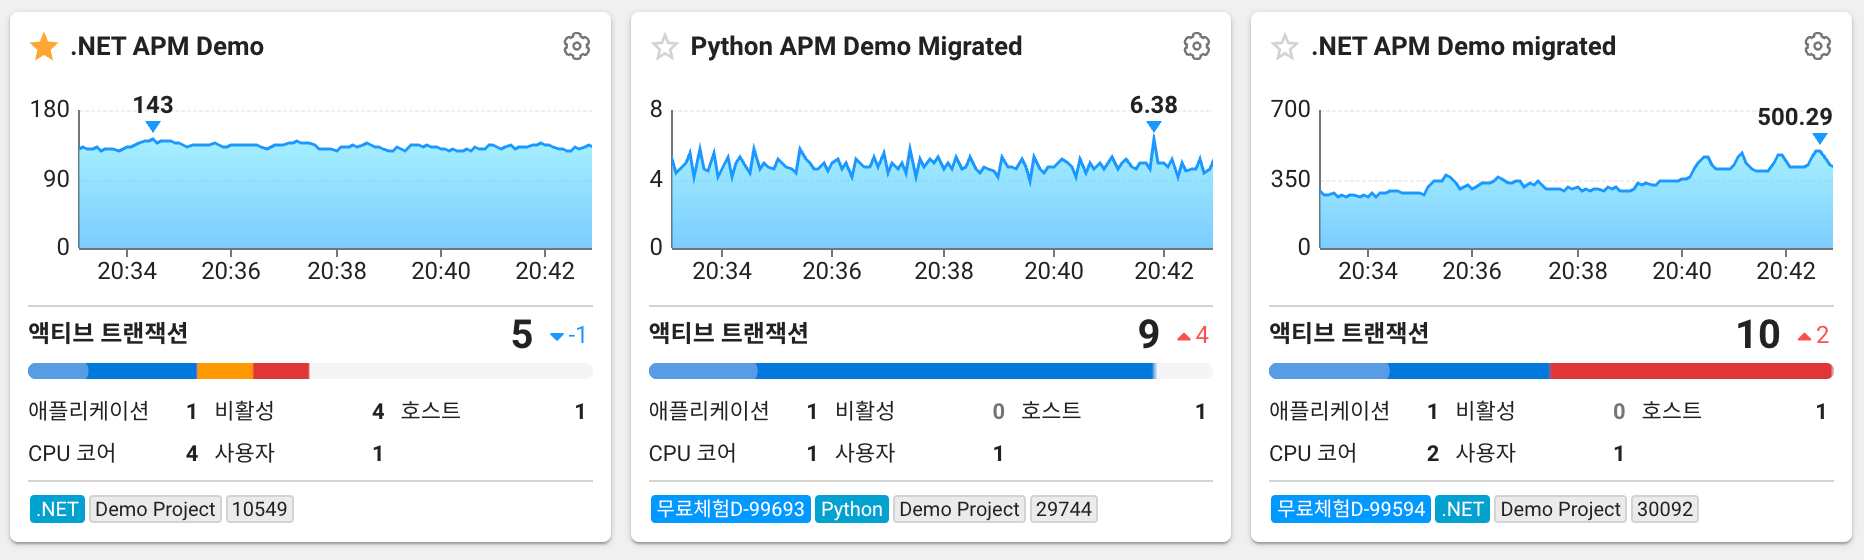 .NET APM Demo
180
143
90
0
20:34 20:36 20:38 20:40 20:42
액티브 트랜잭션 5 -1
애플리케이션 1 비활성 4 호스트 1
CPU 코어 4 사용자 1
.NET Demo Project 10549
Python APM Demo Migrated
8
6.38
4
0
20:34 20:36 20:38 20:40 20:42
액티브 트랜잭션 9 4
애플리케이션 1 비활성 0 호스트 1
CPU 코어 1 사용자 1
무료체험D-99693 Python Demo Project 29744
.NET APM Demo migrated
700
500.29
350
0
20:34 20:36 20:38 20:40 20:42
액티브 트랜잭션 10 2
애플리케이션 1 비활성 0 호스트 1
CPU 코어 2 사용자 1
무료체험D-99594 .NET Demo Project 30092